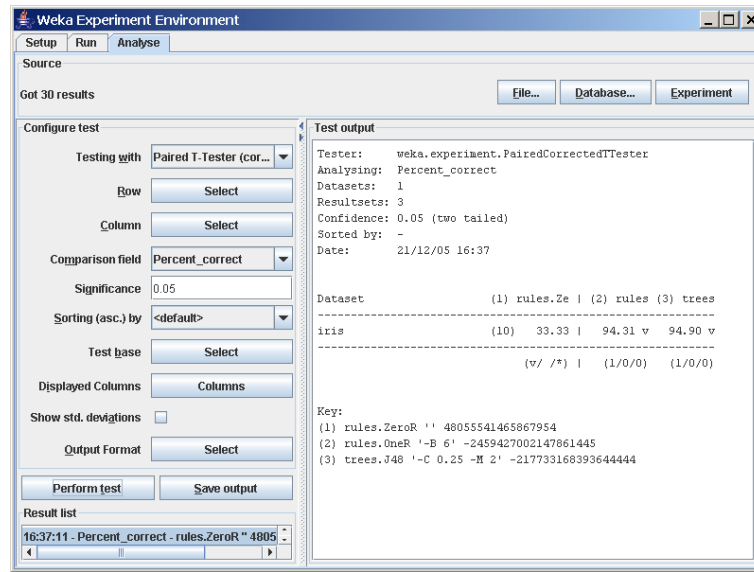 Weka Experiment Environment
Setup Run Analyse
Source
Got 30 results
File... Database... Experiment
Configure test
Testing with Paired T-Tester (cor...
Row Select
Column Select
Comparison field Percent_correct
Significance 0.05
Sorting (asc.) by <default>
Test base Select
Displayed Columns Columns
Show std. deviations
Output Format Select
Perform test Save output
Result list
16:37:11 - Percent_correct - rules.ZeroR '' 4805
Test output
Tester: weka.experiment.PairedCorrectedTTester
Analysing: Percent_correct
Datasets: 1
Resultsets: 3
Confidence: 0.05 (two tailed)
Sorted by: -
Date: 21/12/05 16:37
Dataset (1) rules.Ze | (2) rules (3) trees
--------------------------------------------------------------
iris (10) 33.33 | 94.31 v 94.90 v
--------------------------------------------------------------
(v/ /*) | (1/0/0) (1/0/0)
Key:
(1) rules.ZeroR '' 48055541465867954
(2) rules.OneR '-B 6' -2459427002147861445
(3) trees.J48 '-C 0.25 -M 2' -217733168393644444